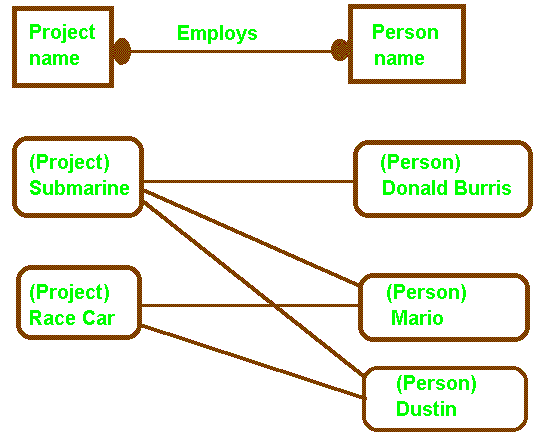 Project
name
Employs
Person
name
(Project)
Submarine
(Person)
Donald Burris
(Project)
Race Car
(Person)
Mario
(Person)
Dustin